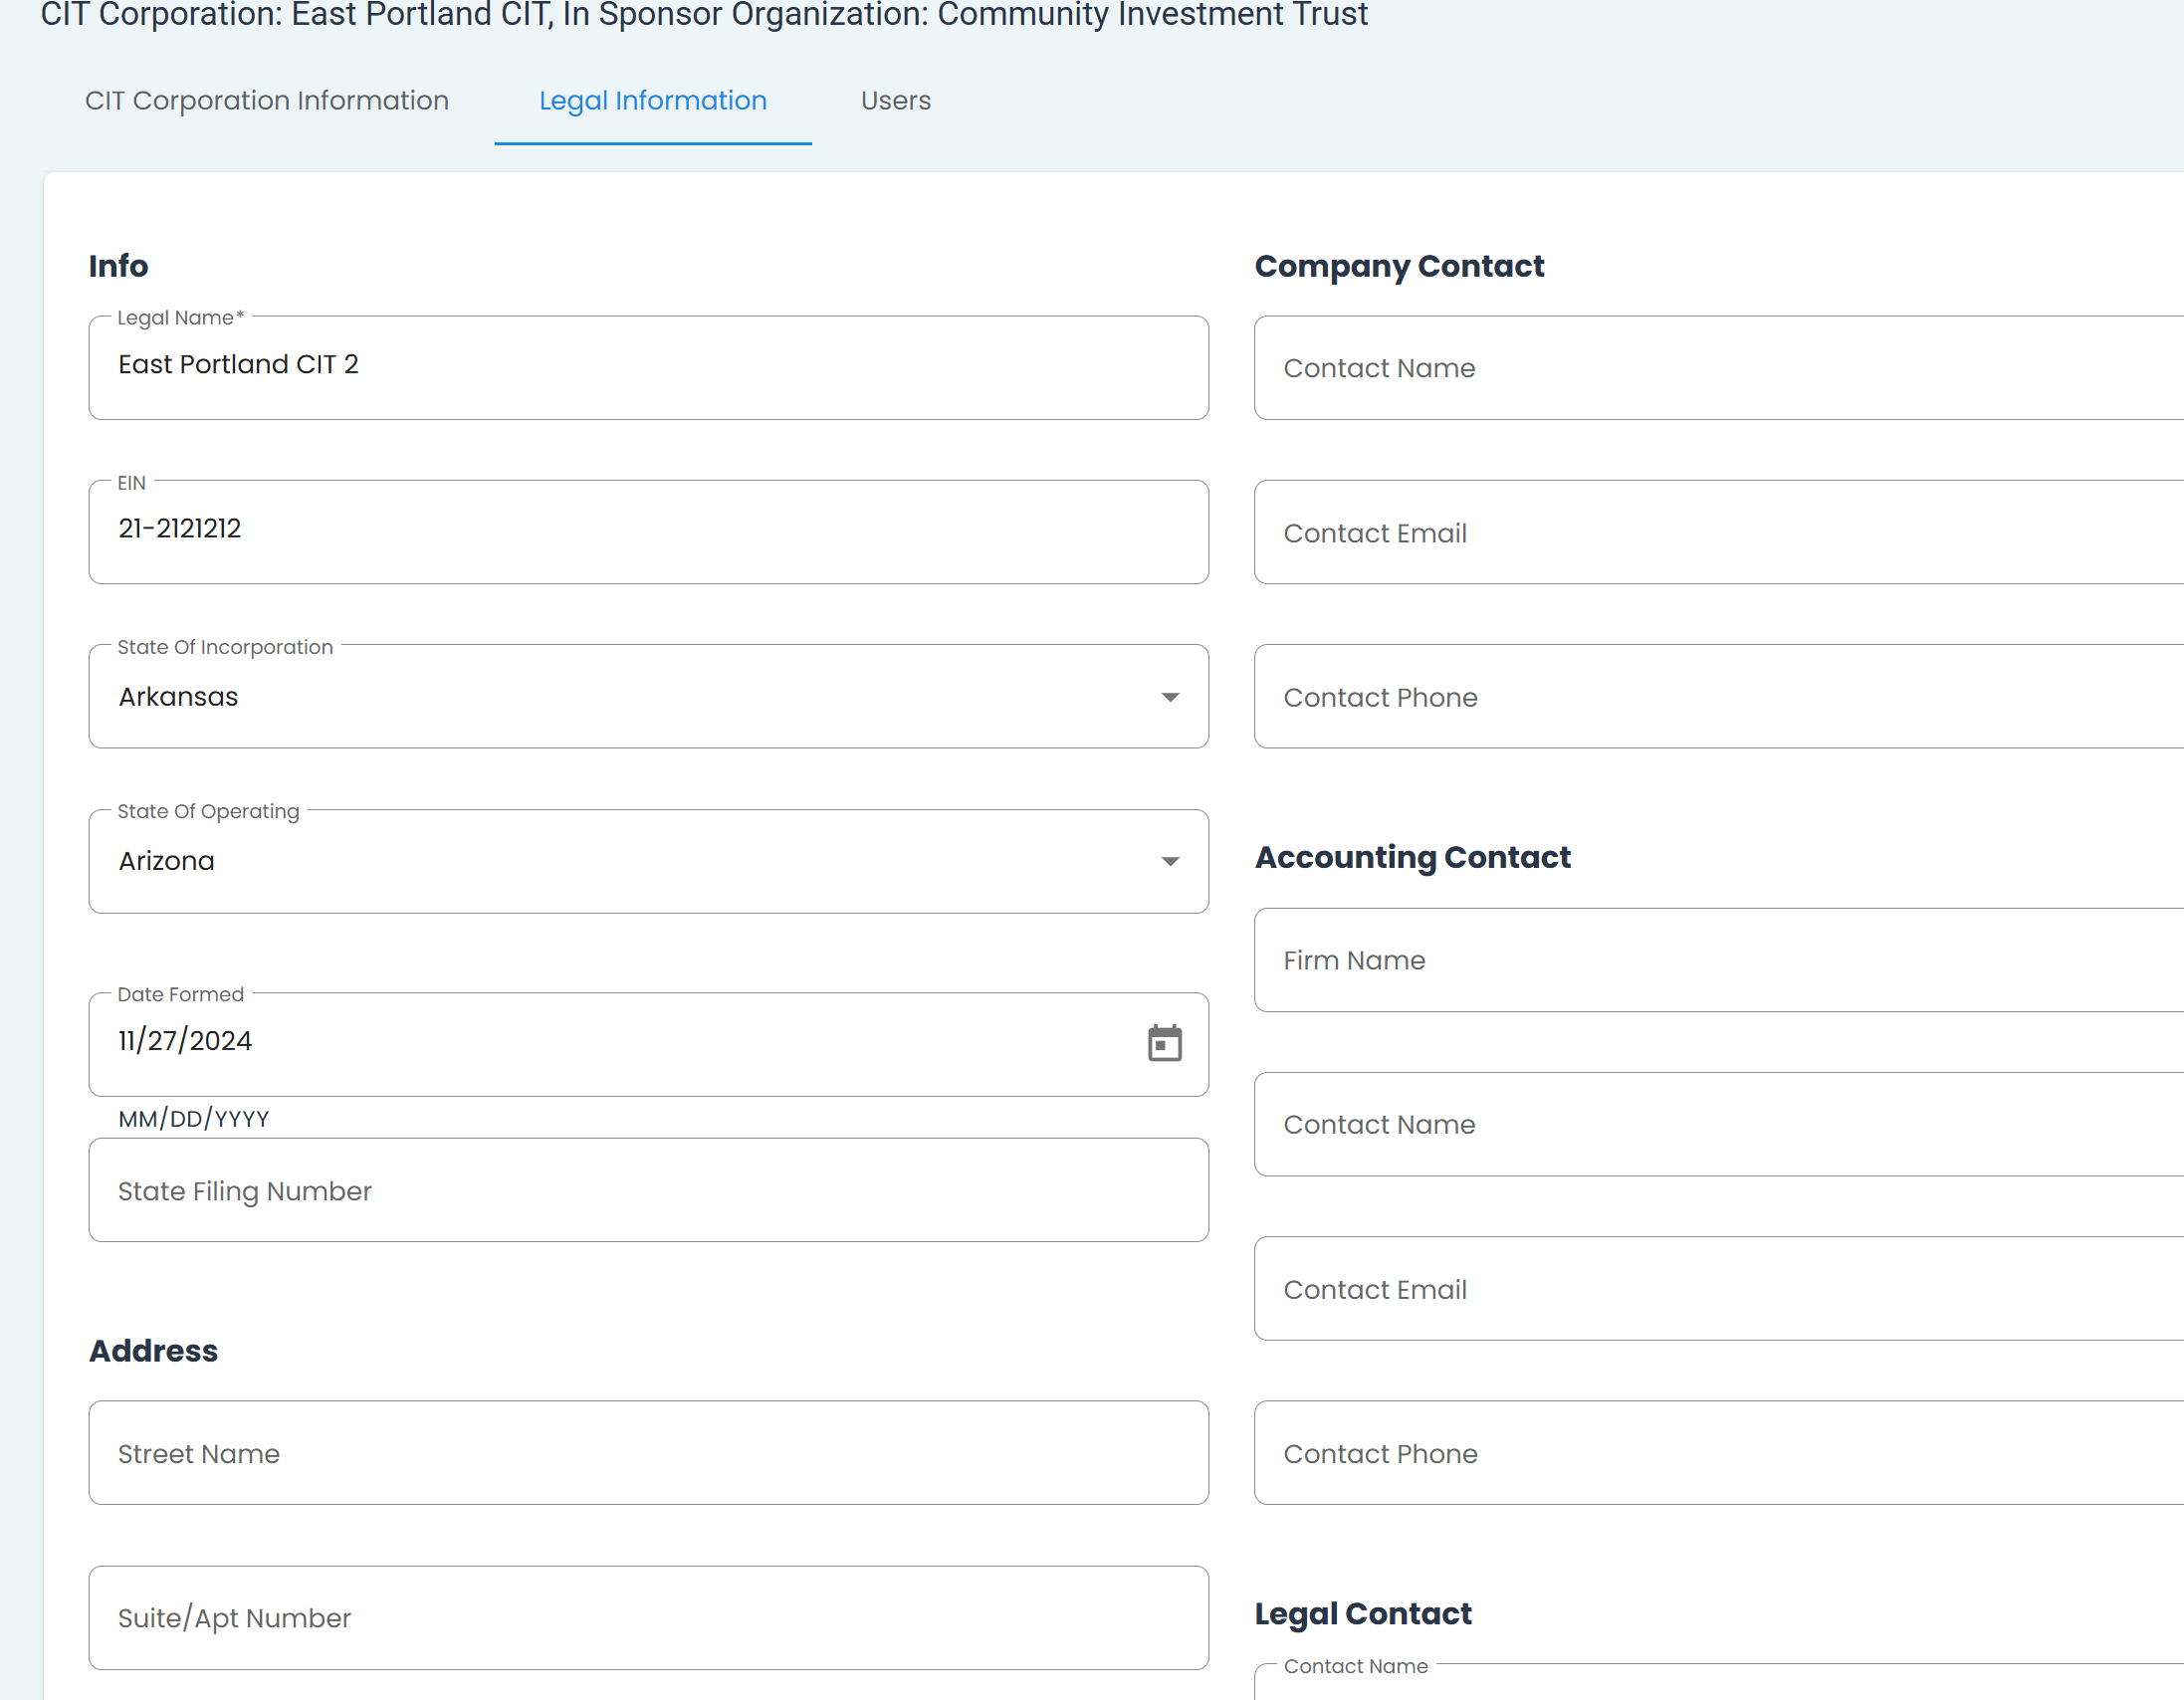 CIT Corporation: East Portland CIT, In Sponsor Organization: Community Investment Trust
CIT Corporation Information
Legal Information
Users
Info
Legal Name*
East Portland CIT 2
EIN
21-2121212
State Of Incorporation
Arkansas
State Of Operating
Arizona
Date Formed
11/27/2024
MM/DD/YYYY
State Filing Number
Address
Street Name
Suite/Apt Number
Company Contact
Contact Name
Contact Email
Contact Phone
Accounting Contact
Firm Name
Contact Name
Contact Email
Contact Phone
Legal Contact
Contact Name